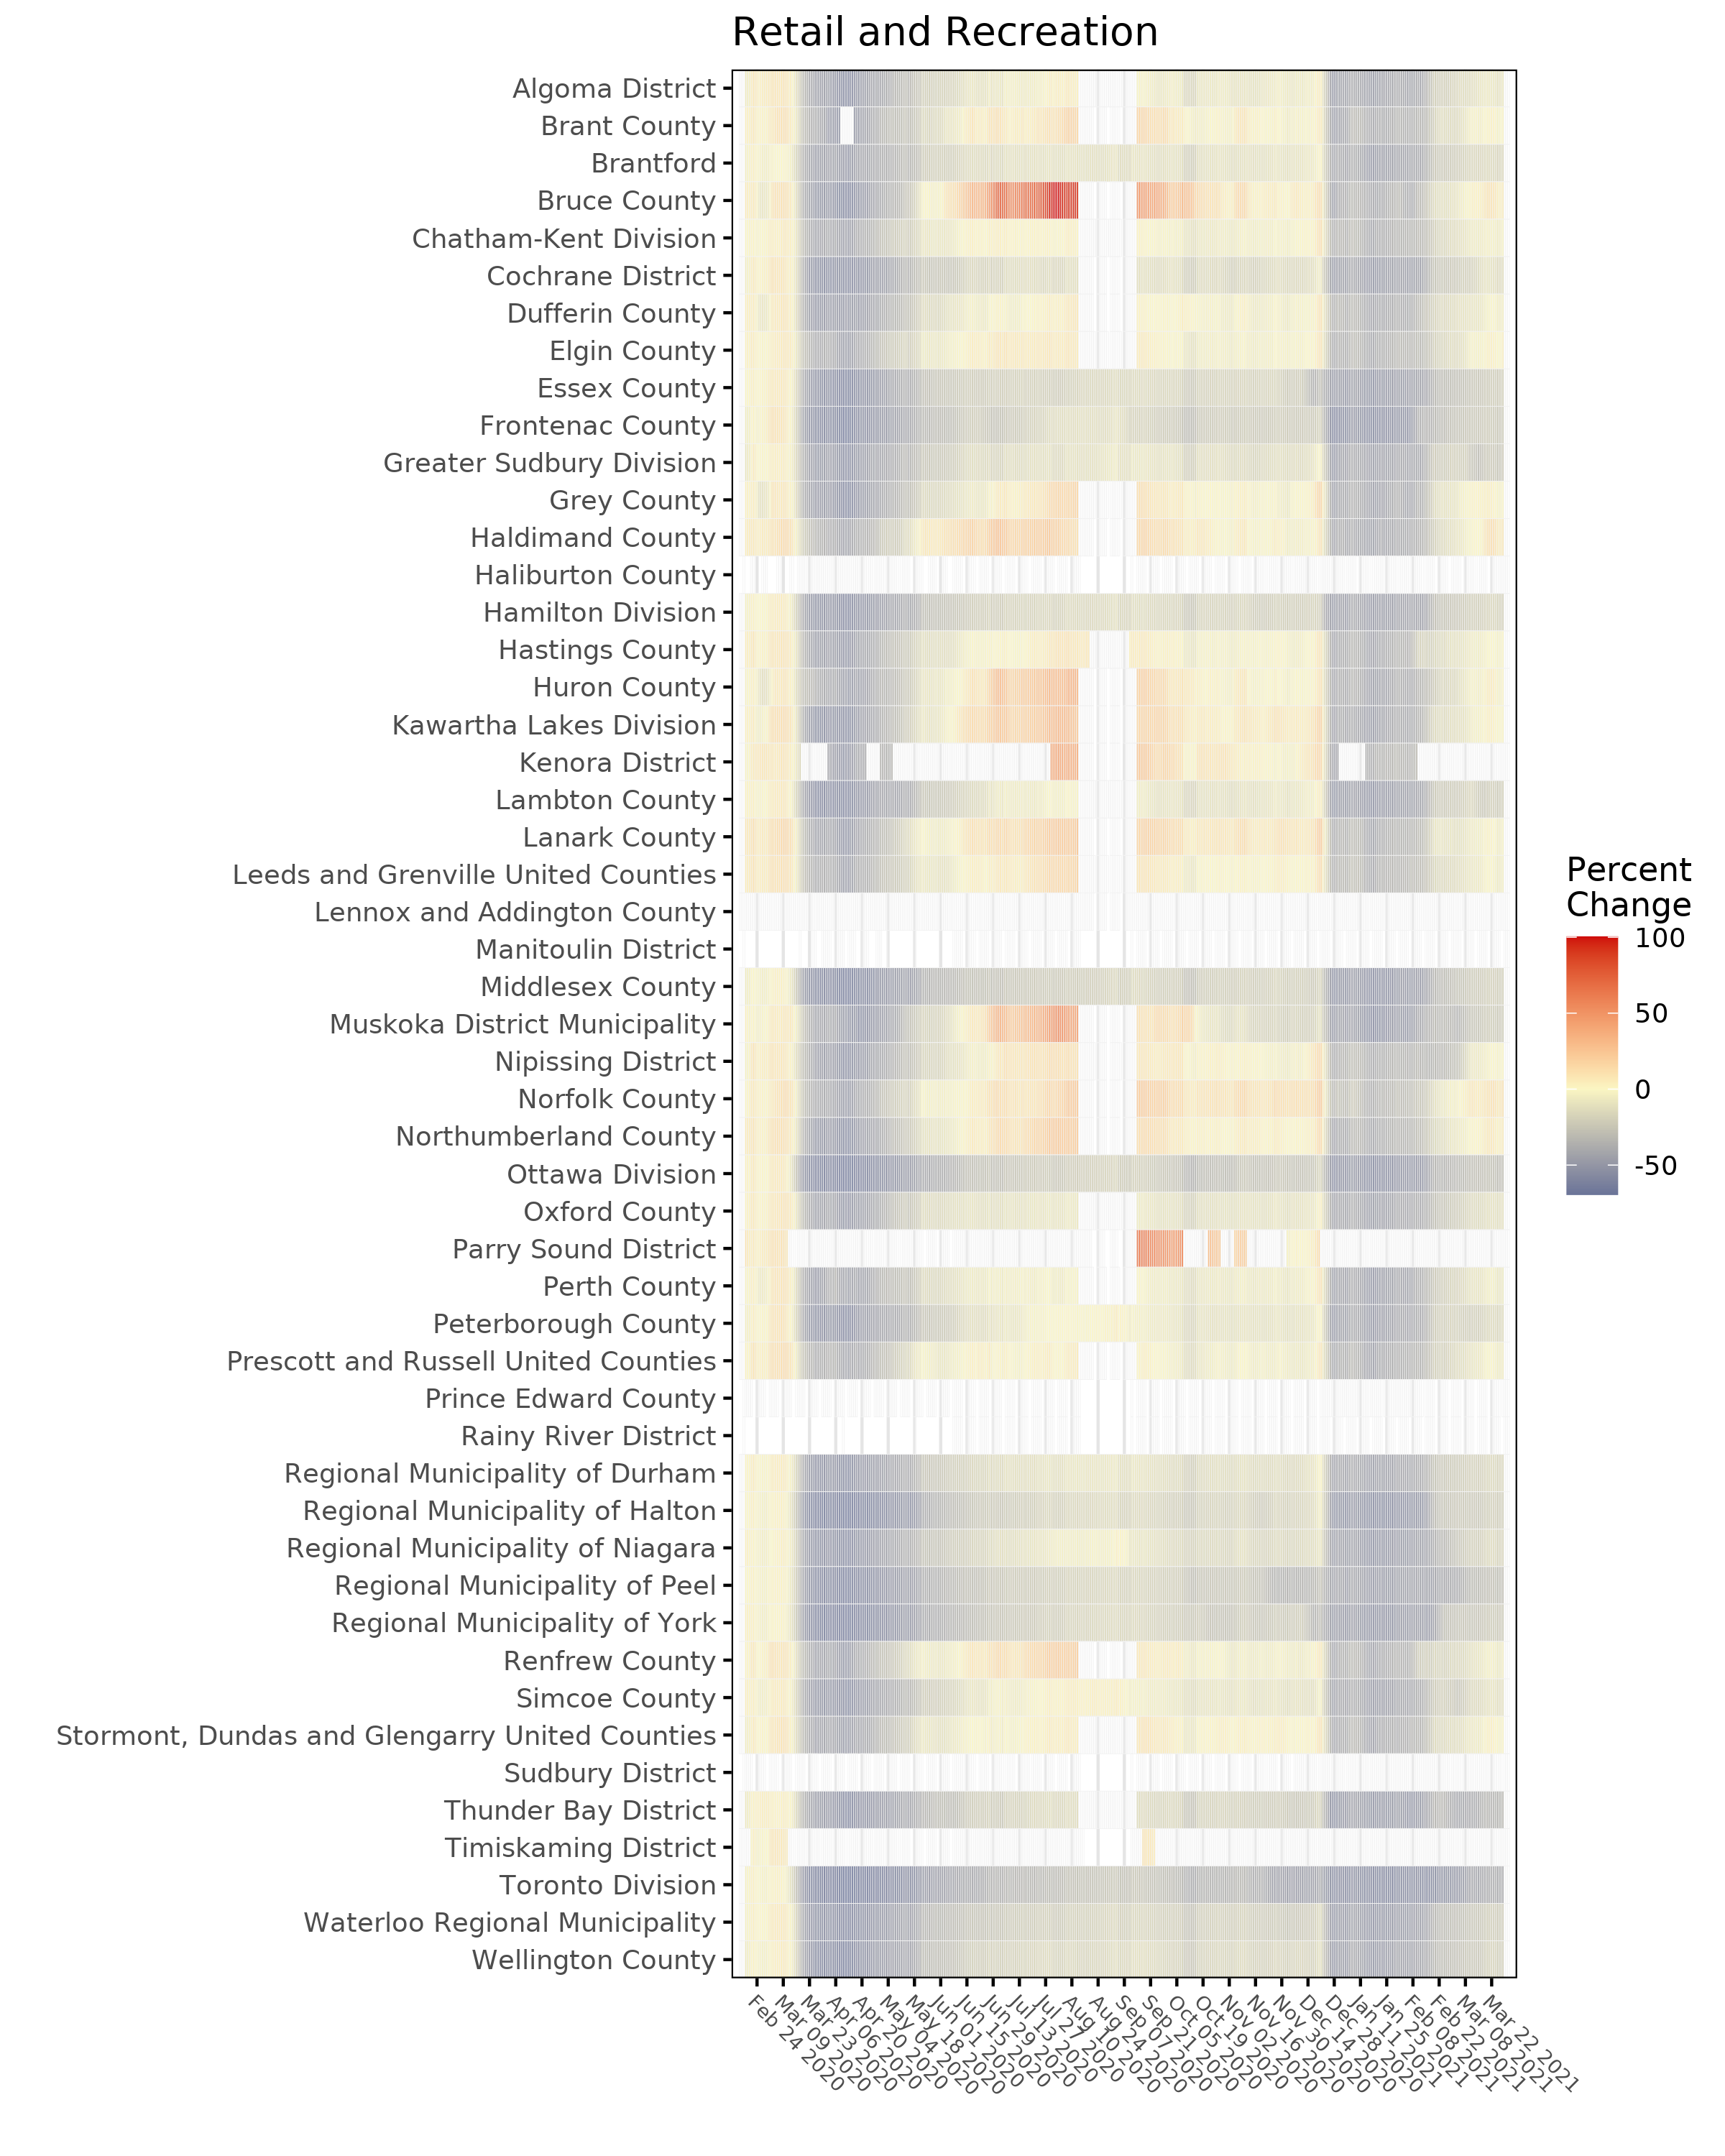 Retail and Recreation
Algoma District
Brant County
Brantford
Bruce County
Chatham-Kent Division
Cochrane District
Dufferin County
Elgin County
Essex County
Frontenac County
Greater Sudbury Division
Grey County
Haldimand County
Haliburton County
Hamilton Division
Hastings County
Huron County
Kawartha Lakes Division
Kenora District
Lambton County
Lanark County
Leeds and Grenville United Counties
Lennox and Addington County
Manitoulin District
Middlesex County
Muskoka District Municipality
Nipissing District
Norfolk County
Northumberland County
Ottawa Division
Oxford County
Parry Sound District
Perth County
Peterborough County
Prescott and Russell United Counties
Prince Edward County
Rainy River District
Regional Municipality of Durham
Regional Municipality of Halton
Regional Municipality of Niagara
Regional Municipality of Peel
Regional Municipality of York
Renfrew County
Simcoe County
Stormont, Dundas and Glengarry United Counties
Sudbury District
Thunder Bay District
Timiskaming District
Toronto Division
Waterloo Regional Municipality
Wellington County
Feb 24 2020
Mar 09 2020
Mar 23 2020
Apr 06 2020
Apr 20 2020
May 04 2020
May 18 2020
Jun 01 2020
Jun 15 2020
Jun 29 2020
Jul 13 2020
Jul 27 2020
Aug 10 2020
Aug 24 2020
Sep 07 2020
Sep 21 2020
Oct 05 2020
Oct 19 2020
Nov 02 2020
Nov 16 2020
Nov 30 2020
Dec 14 2020
Dec 28 2020
Jan 11 2021
Jan 25 2021
Feb 08 2021
Feb 22 2021
Mar 08 2021
Mar 22 2021
Percent
Change
100
50
0
-50